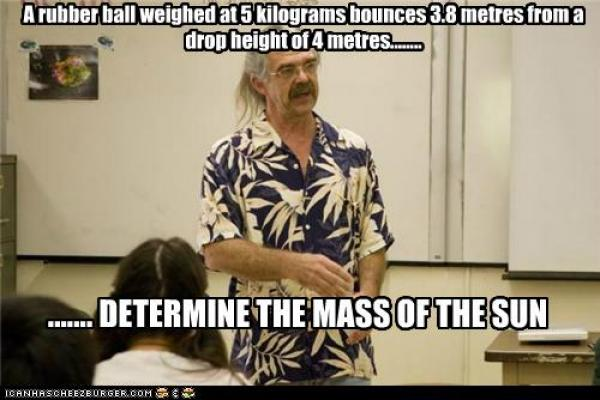 A rubber ball weighed at 5 kilograms bounces 3.8 metres from a
drop height of 4 metres........
....... DETERMINE THE MASS OF THE SUN
ICANHASCHEEZBURGER.COM